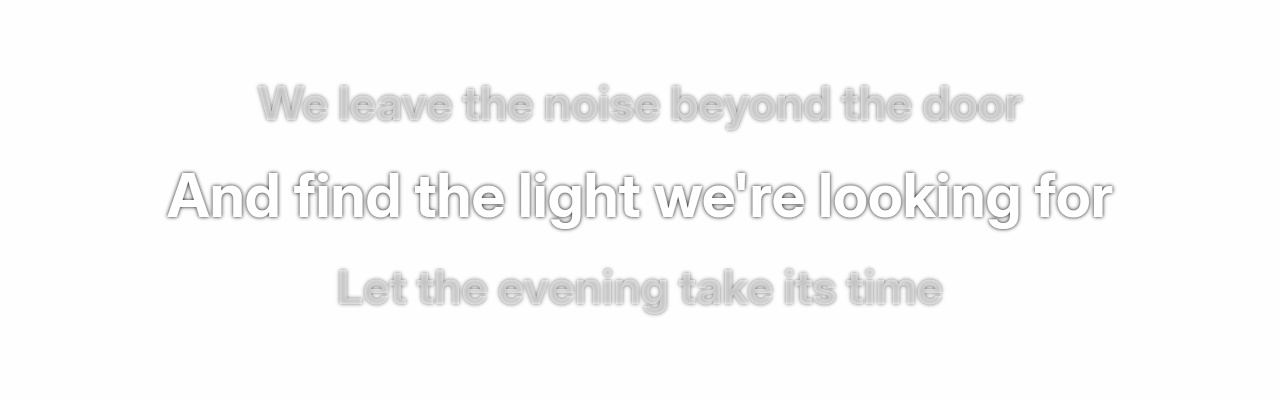 We leave the noise beyond the door
And find the light we're looking for
Let the evening take its time